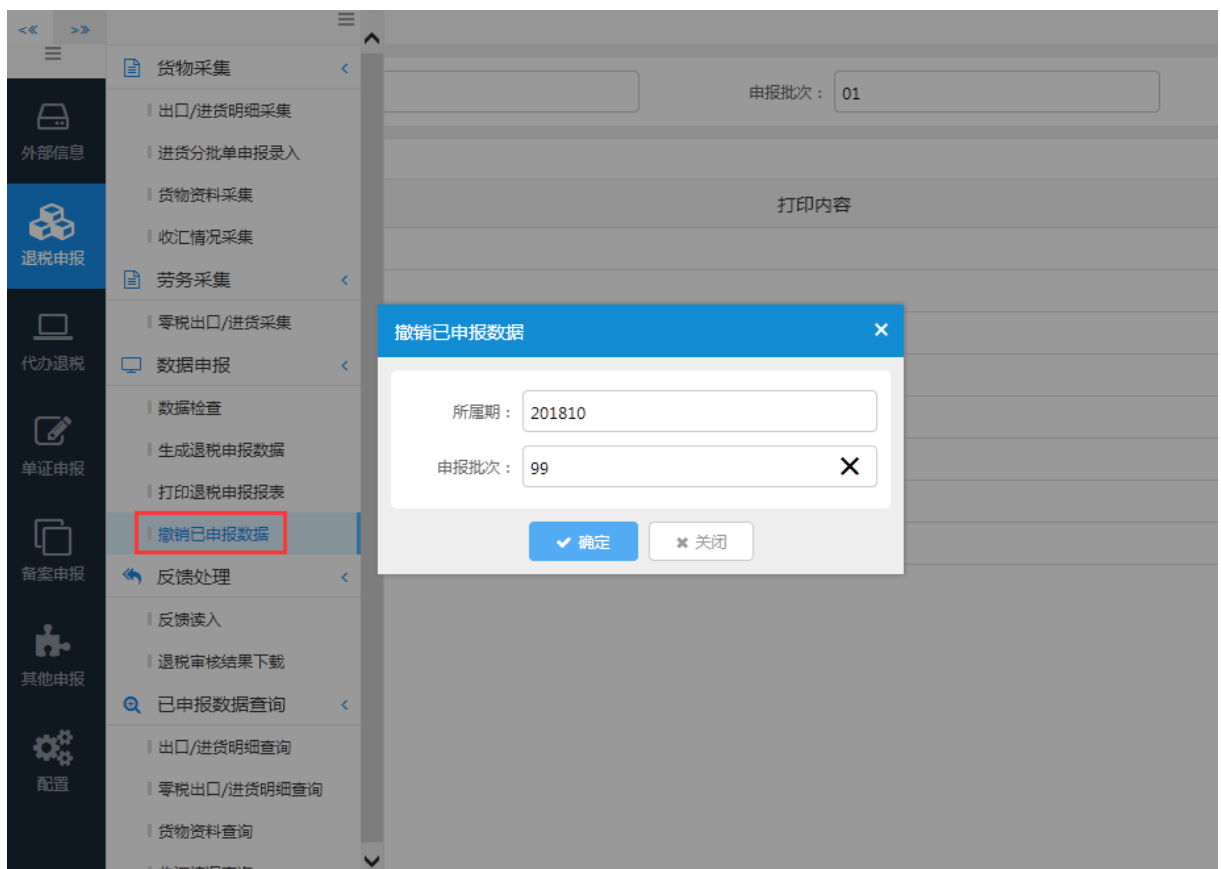 << >>
外部信息
退税申报
代办退税
单证申报
备案申报
其他申报
配置
货物采集
出口/进货明细采集
进货分批单申报录入
货物资料采集
收汇情况采集
劳务采集
零税出口/进货采集
数据申报
数据检查
生成退税申报数据
打印退税申报报表
撤销已申报数据
反馈处理
反馈读入
退税审核结果下载
已申报数据查询
出口/进货明细查询
零税出口/进货明细查询
货物资料查询
申报批次： 01
打印内容
撤销已申报数据
所属期： 201810
申报批次： 99
确定
关闭